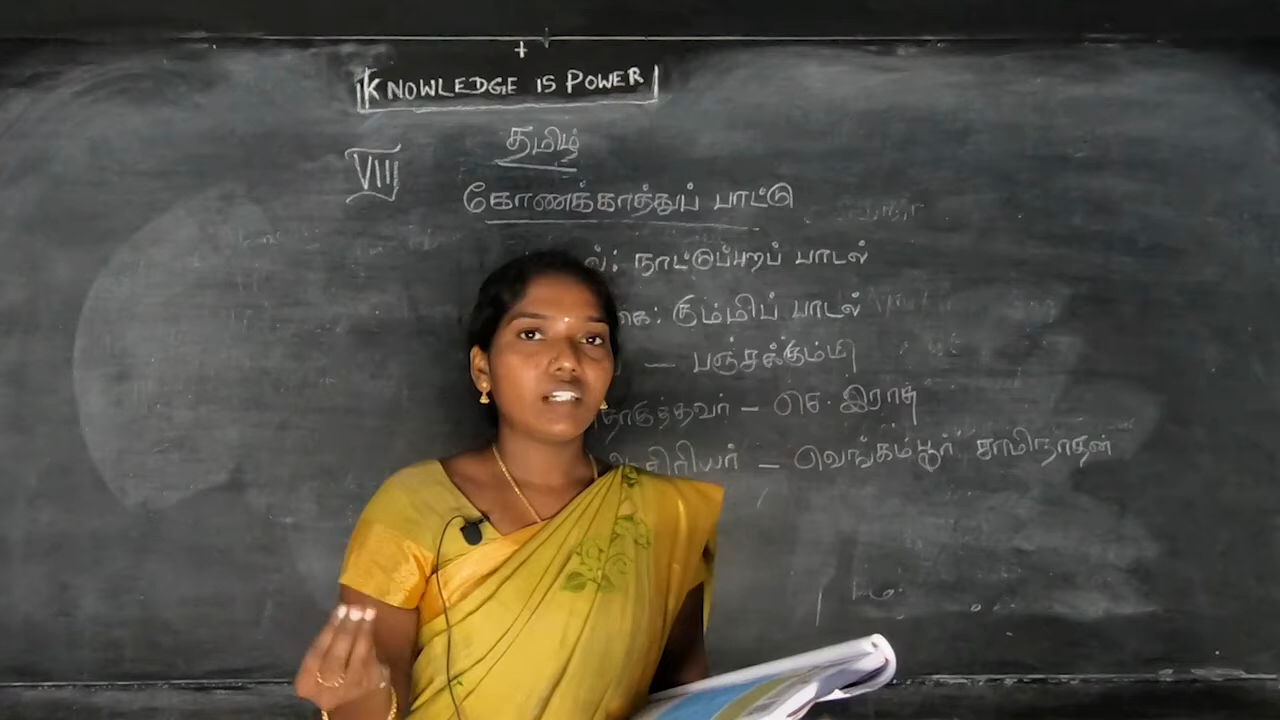 KNOWLEDGE IS POWER
தமிழ்
VIII
கோணக்காத்துப் பாட்டு
நாட்டுப்புறப் பாடல்
கும்மிப் பாடல்
— பஞ்சக்கும்மி
தொகுத்தவர் — செ. இராசு
ஆசிரியர் — வெங்கம்பூர் சாமிநாதன்